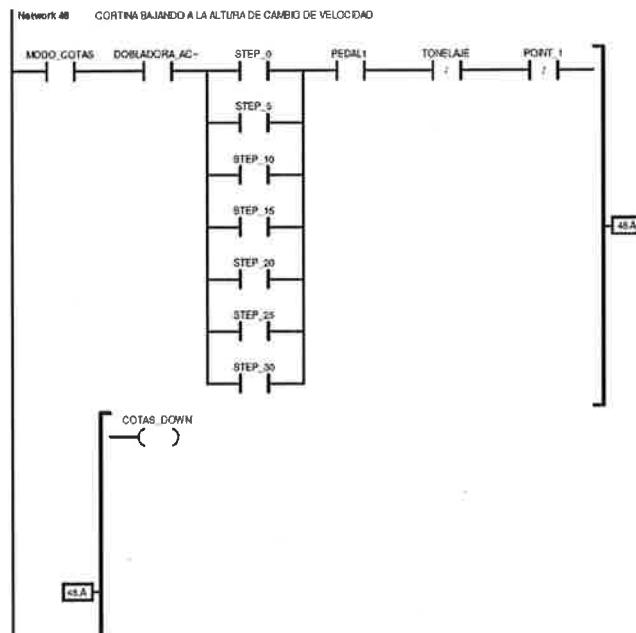 Network 48 CORTINA BAJANDO A LA ALTURA DE CAMBIO DE VELOCIDAD
MODO_COTAS DOBLADORA_AC~ STEP_0 PEDAL1 TONELAJE POINT_1
STEP_5
STEP_10
STEP_15
48.A
STEP_20
STEP_25
STEP_30
COTAS_DOWN
48.A